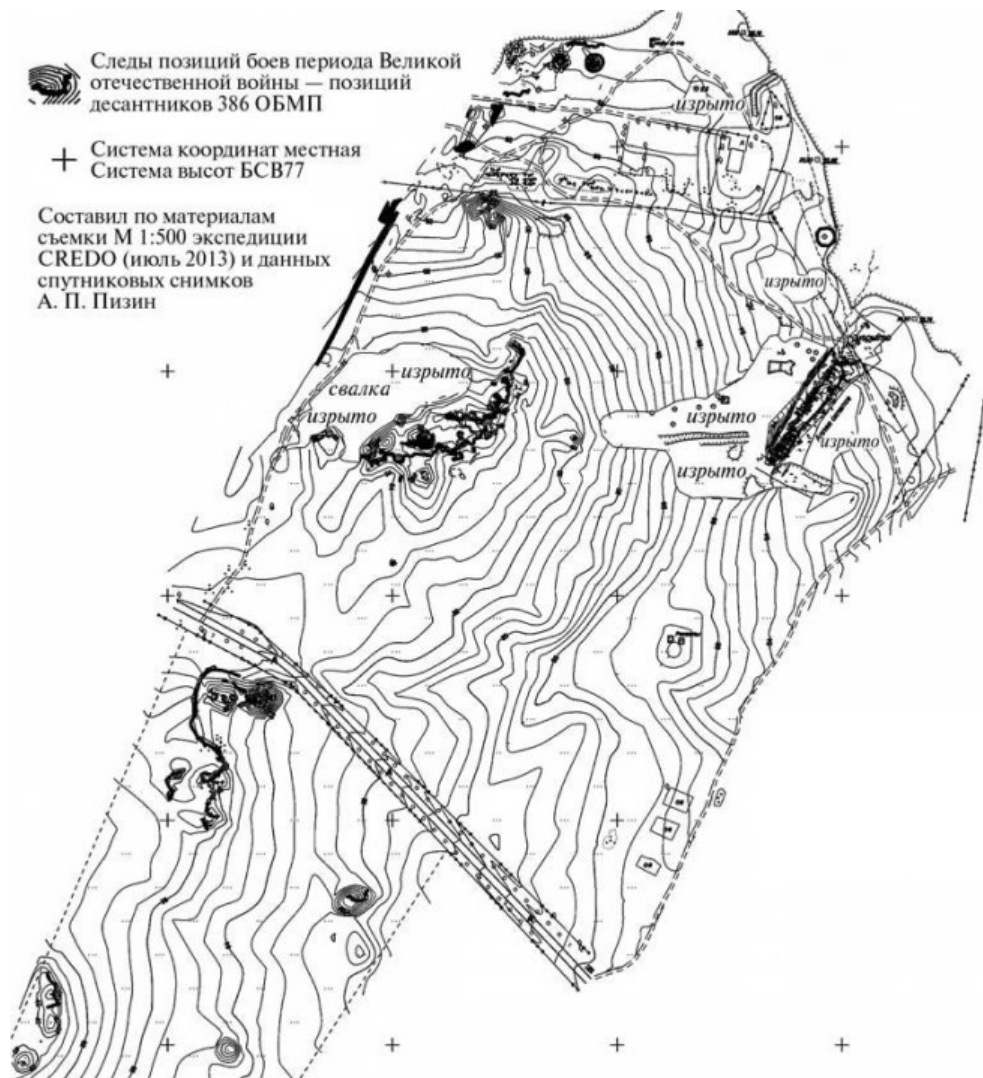 Следы позиций боев периода Великой
отечественной войны — позиций
десантников 386 ОБМП
Система координат местная
Система высот БСВ77
Составил по материалам
съемки М 1:500 экспедиции
CREDO (июль 2013) и данных
спутниковых снимков
А. П. Пизин
изрыто
изрыто
изрыто
свалка
изрыто
изрыто
изрыто
изрыто